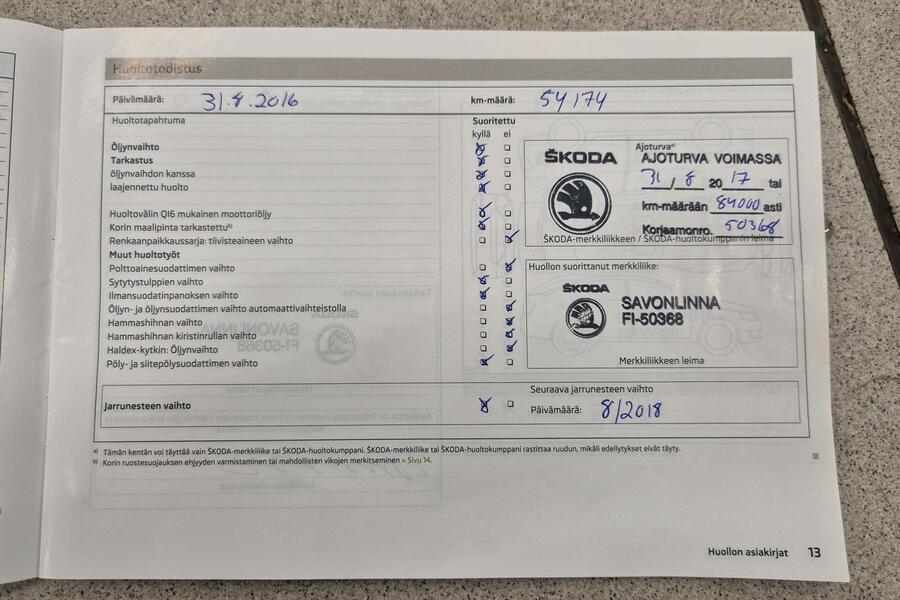 Huoltotodistus
Päivämäärä: 31.8.2016 km-määrä: 54174
Huoltotapahtuma Suoritettu
kyllä ei
Öljynvaihto
Tarkastus
öljynvaihdon kanssa
laajennettu huolto
Huoltovälin QI6 mukainen moottoriöljy
Korin maalipinta tarkastettu b)
Renkaanpaikkaussarja: tiivisteaineen vaihto
Muut huoltotyöt
Polttoainesuodattimen vaihto
Sytytystulppien vaihto
Ilmansuodatinpanoksen vaihto
Öljyn- ja öljynsuodattimen vaihto automaattivaihteistolla
Hammashihnan vaihto
Hammashihnan kiristinrullan vaihto
Haldex-kytkin: Öljynvaihto
Pöly- ja siitepölysuodattimen vaihto
Ajoturva a)
ŠKODA AJOTURVA VOIMASSA
31 / 8 2017 tai
km-määrään 84000 asti
Korjaamonro. 50368
ŠKODA-merkkiliikkeen / ŠKODA-huoltokumppanin leima
Huollon suorittanut merkkiliike:
ŠKODA
SAVONLINNA
FI-50368
Merkkiliikkeen leima
Jarrunesteen vaihto
Seuraava jarrunesteen vaihto
Päivämäärä: 8/2018
a) Tämän kentän voi täyttää vain ŠKODA-merkkiliike tai ŠKODA-huoltokumppani. ŠKODA-merkkiliike tai ŠKODA-huoltokumppani rastittaa ruudun, mikäli edellytykset eivät täyty.
b) Korin ruostesuojauksen ehjyyden varmistaminen tai mahdollisten vikojen merkitseminen » Sivu 14.
Huollon asiakirjat 13